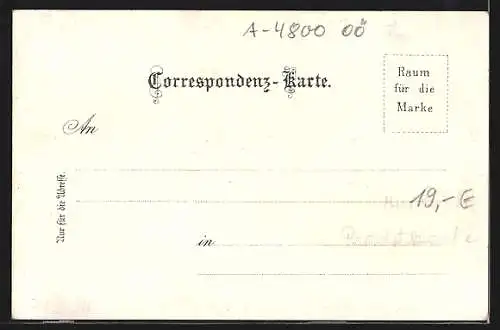 A-4800 OÖ
Correspondenz-Karte.
Raum
für die
Marke
An
Nur für die Adresse.
19,- €
in